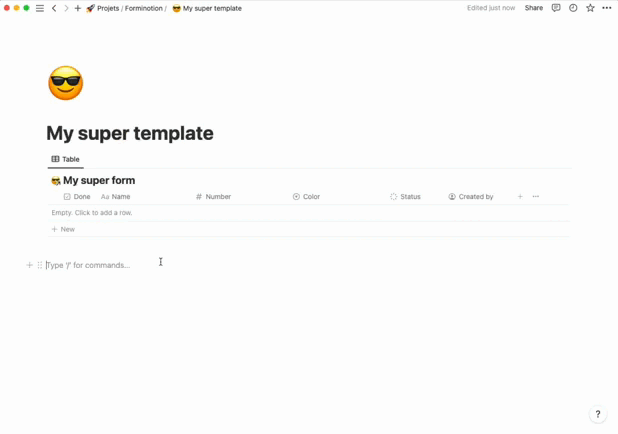 Projets / Forminotion / My super template
Edited just now Share
My super template
Table
My super form
Done Aa Name # Number Color Status Created by + ...
Empty. Click to add a row.
+ New
Type '/' for commands...
?